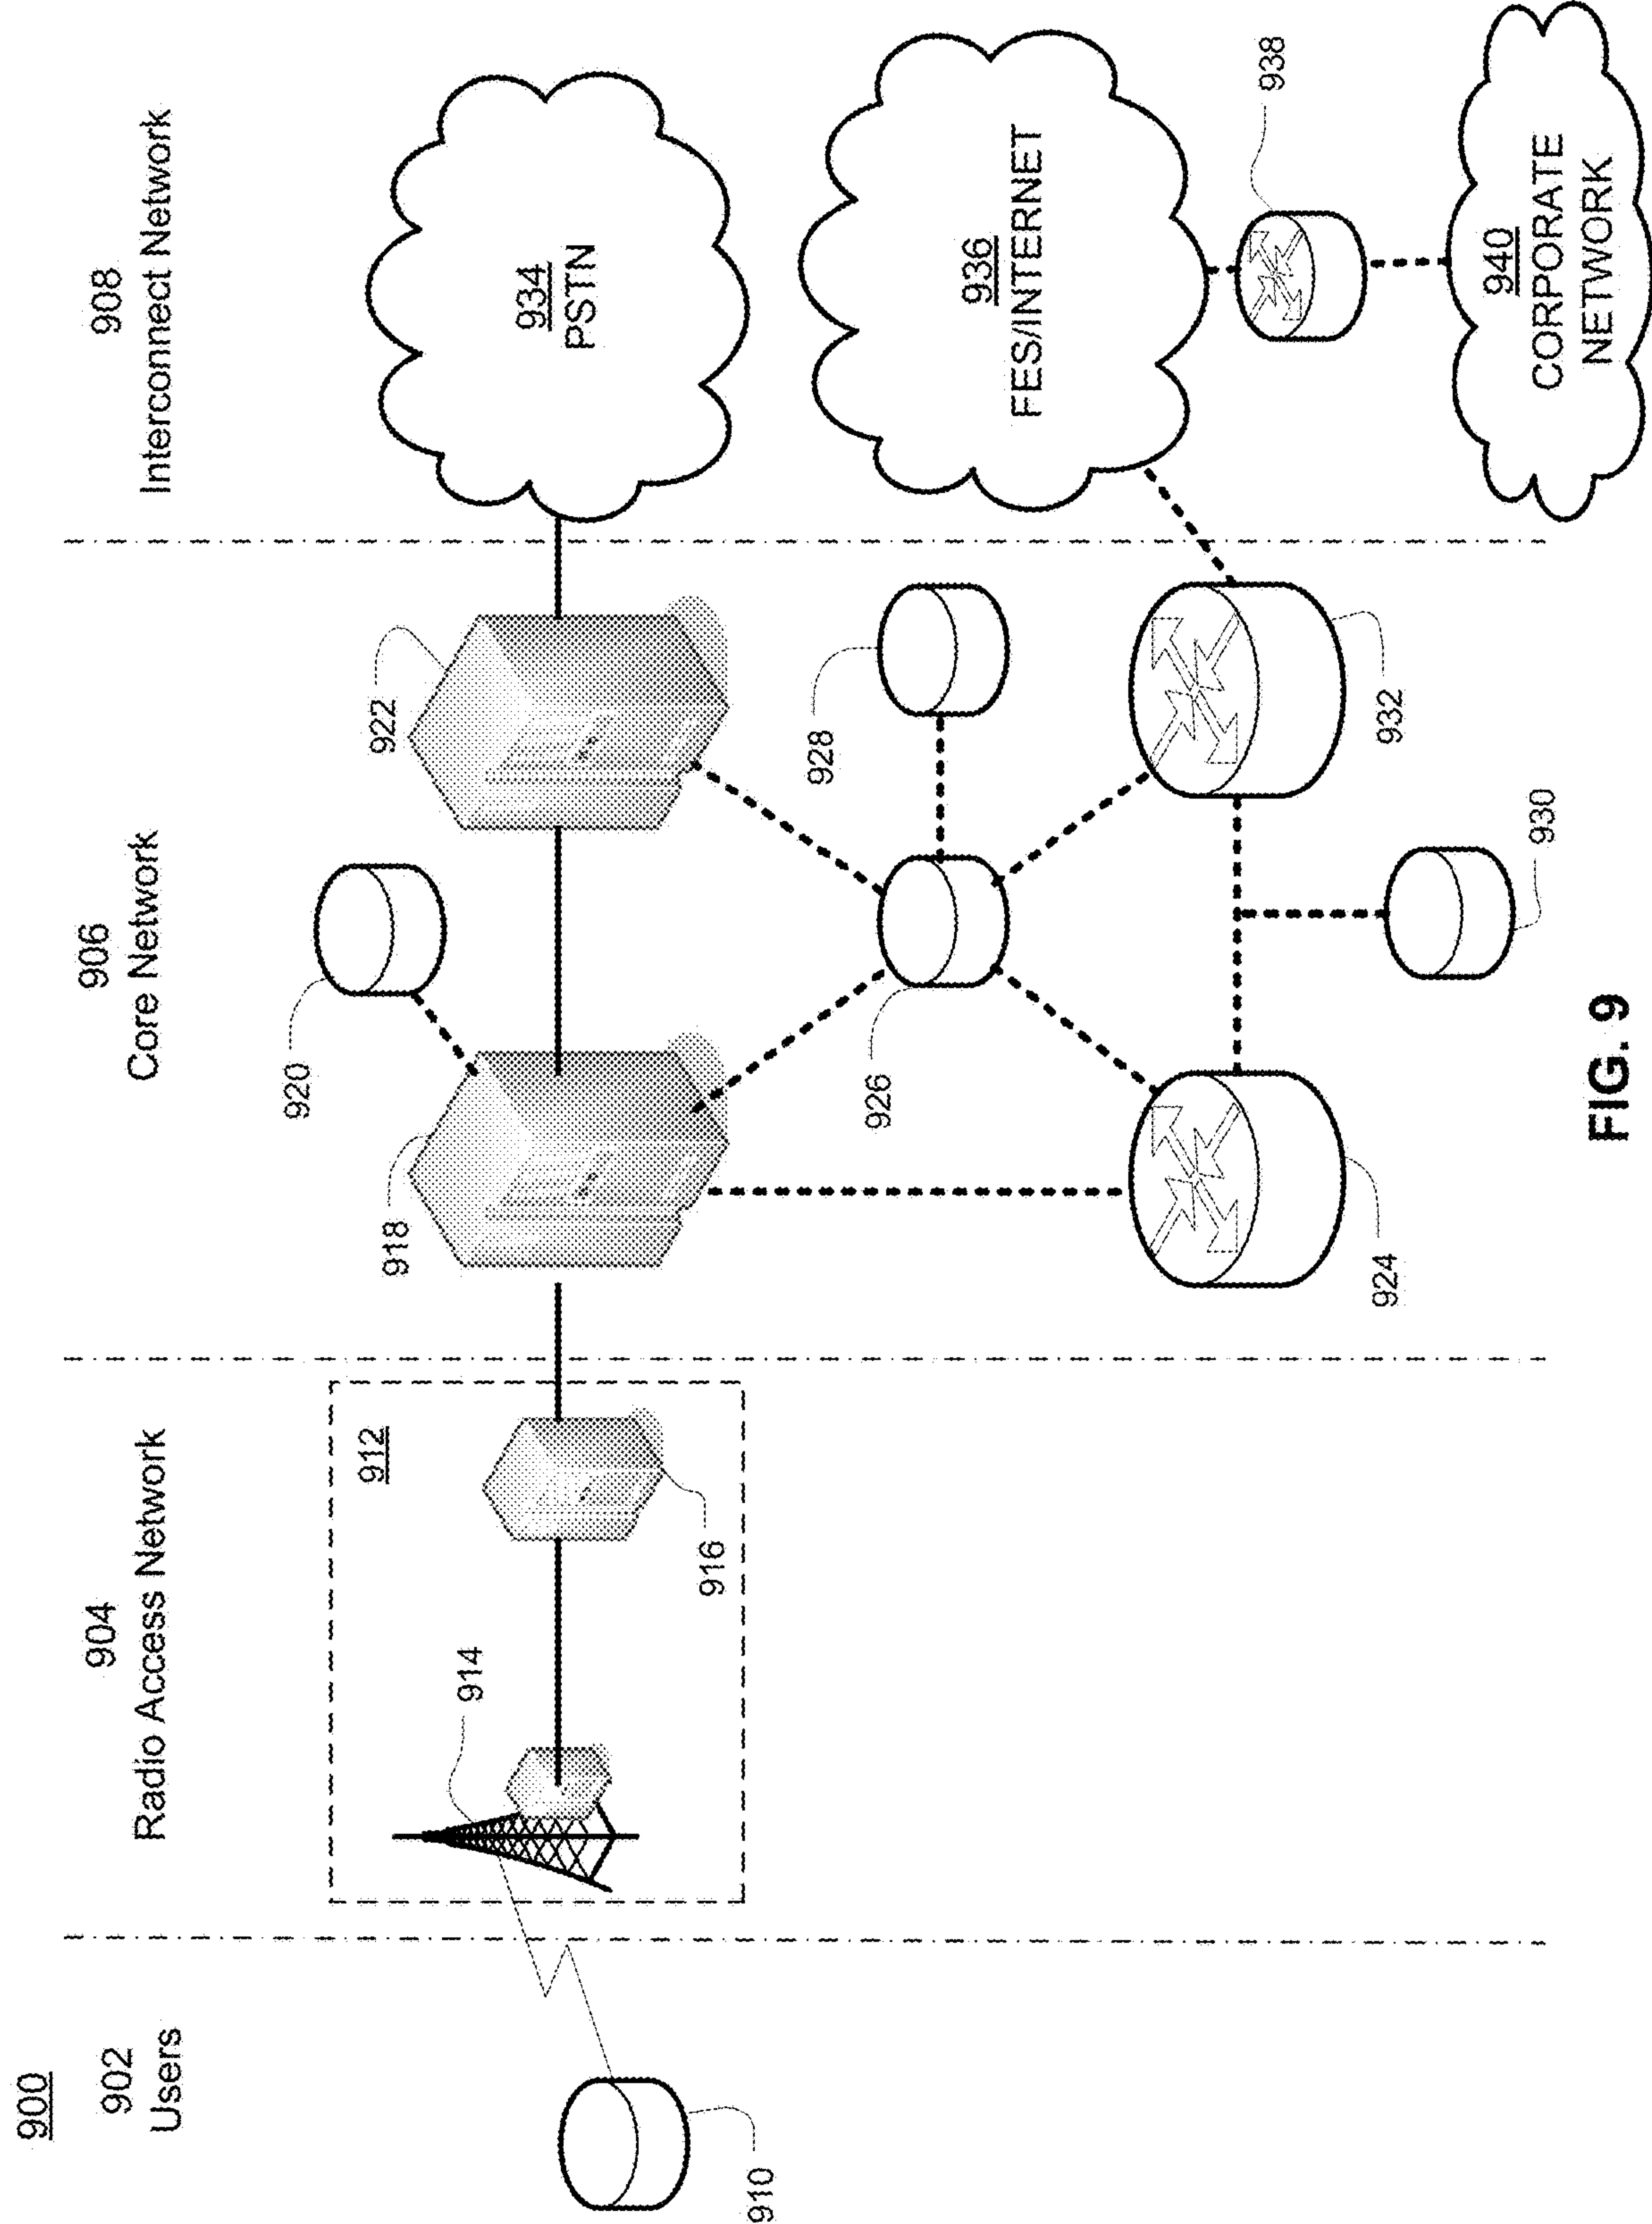 900
902
Users
904
Radio Access Network
906
Core Network
908
Interconnect Network
910
912
914
916
918
920
922
924
926
928
930
932
934
PSTN
936
FES/INTERNET
938
940
CORPORATE
NETWORK
FIG. 9